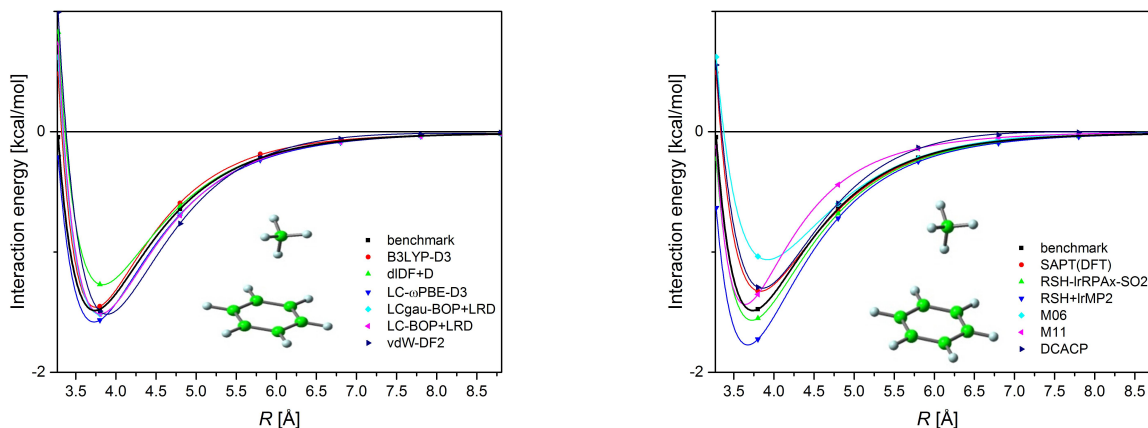 Interaction energy [kcal/mol]
0
-1
-2
3.5 4.0 4.5 5.0 5.5 6.0 6.5 7.0 7.5 8.0 8.5
R [Å]
benchmark
B3LYP-D3
dlDF+D
LC-ωPBE-D3
LCgau-BOP+LRD
LC-BOP+LRD
vdW-DF2
Interaction energy [kcal/mol]
0
-1
-2
3.5 4.0 4.5 5.0 5.5 6.0 6.5 7.0 7.5 8.0 8.5
R [Å]
benchmark
SAPT(DFT)
RSH-lrRPAx-SO2
RSH+lrMP2
M06
M11
DCACP